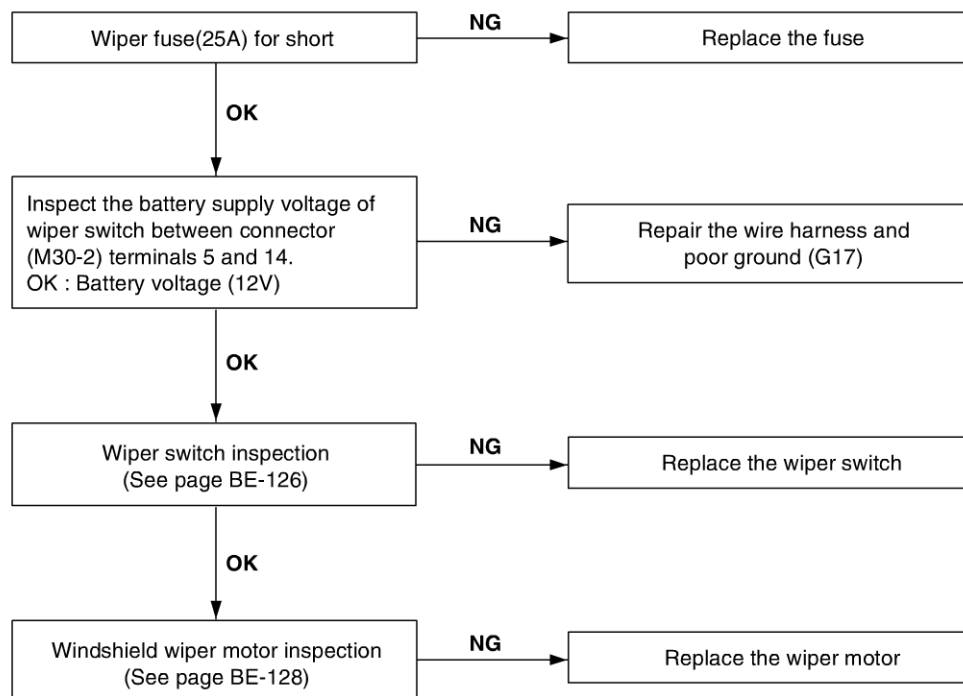 Wiper fuse(25A) for short
NG
Replace the fuse
OK
Inspect the battery supply voltage of
wiper switch between connector
(M30-2) terminals 5 and 14.
OK : Battery voltage (12V)
NG
Repair the wire harness and
poor ground (G17)
OK
Wiper switch inspection
(See page BE-126)
NG
Replace the wiper switch
OK
Windshield wiper motor inspection
(See page BE-128)
NG
Replace the wiper motor